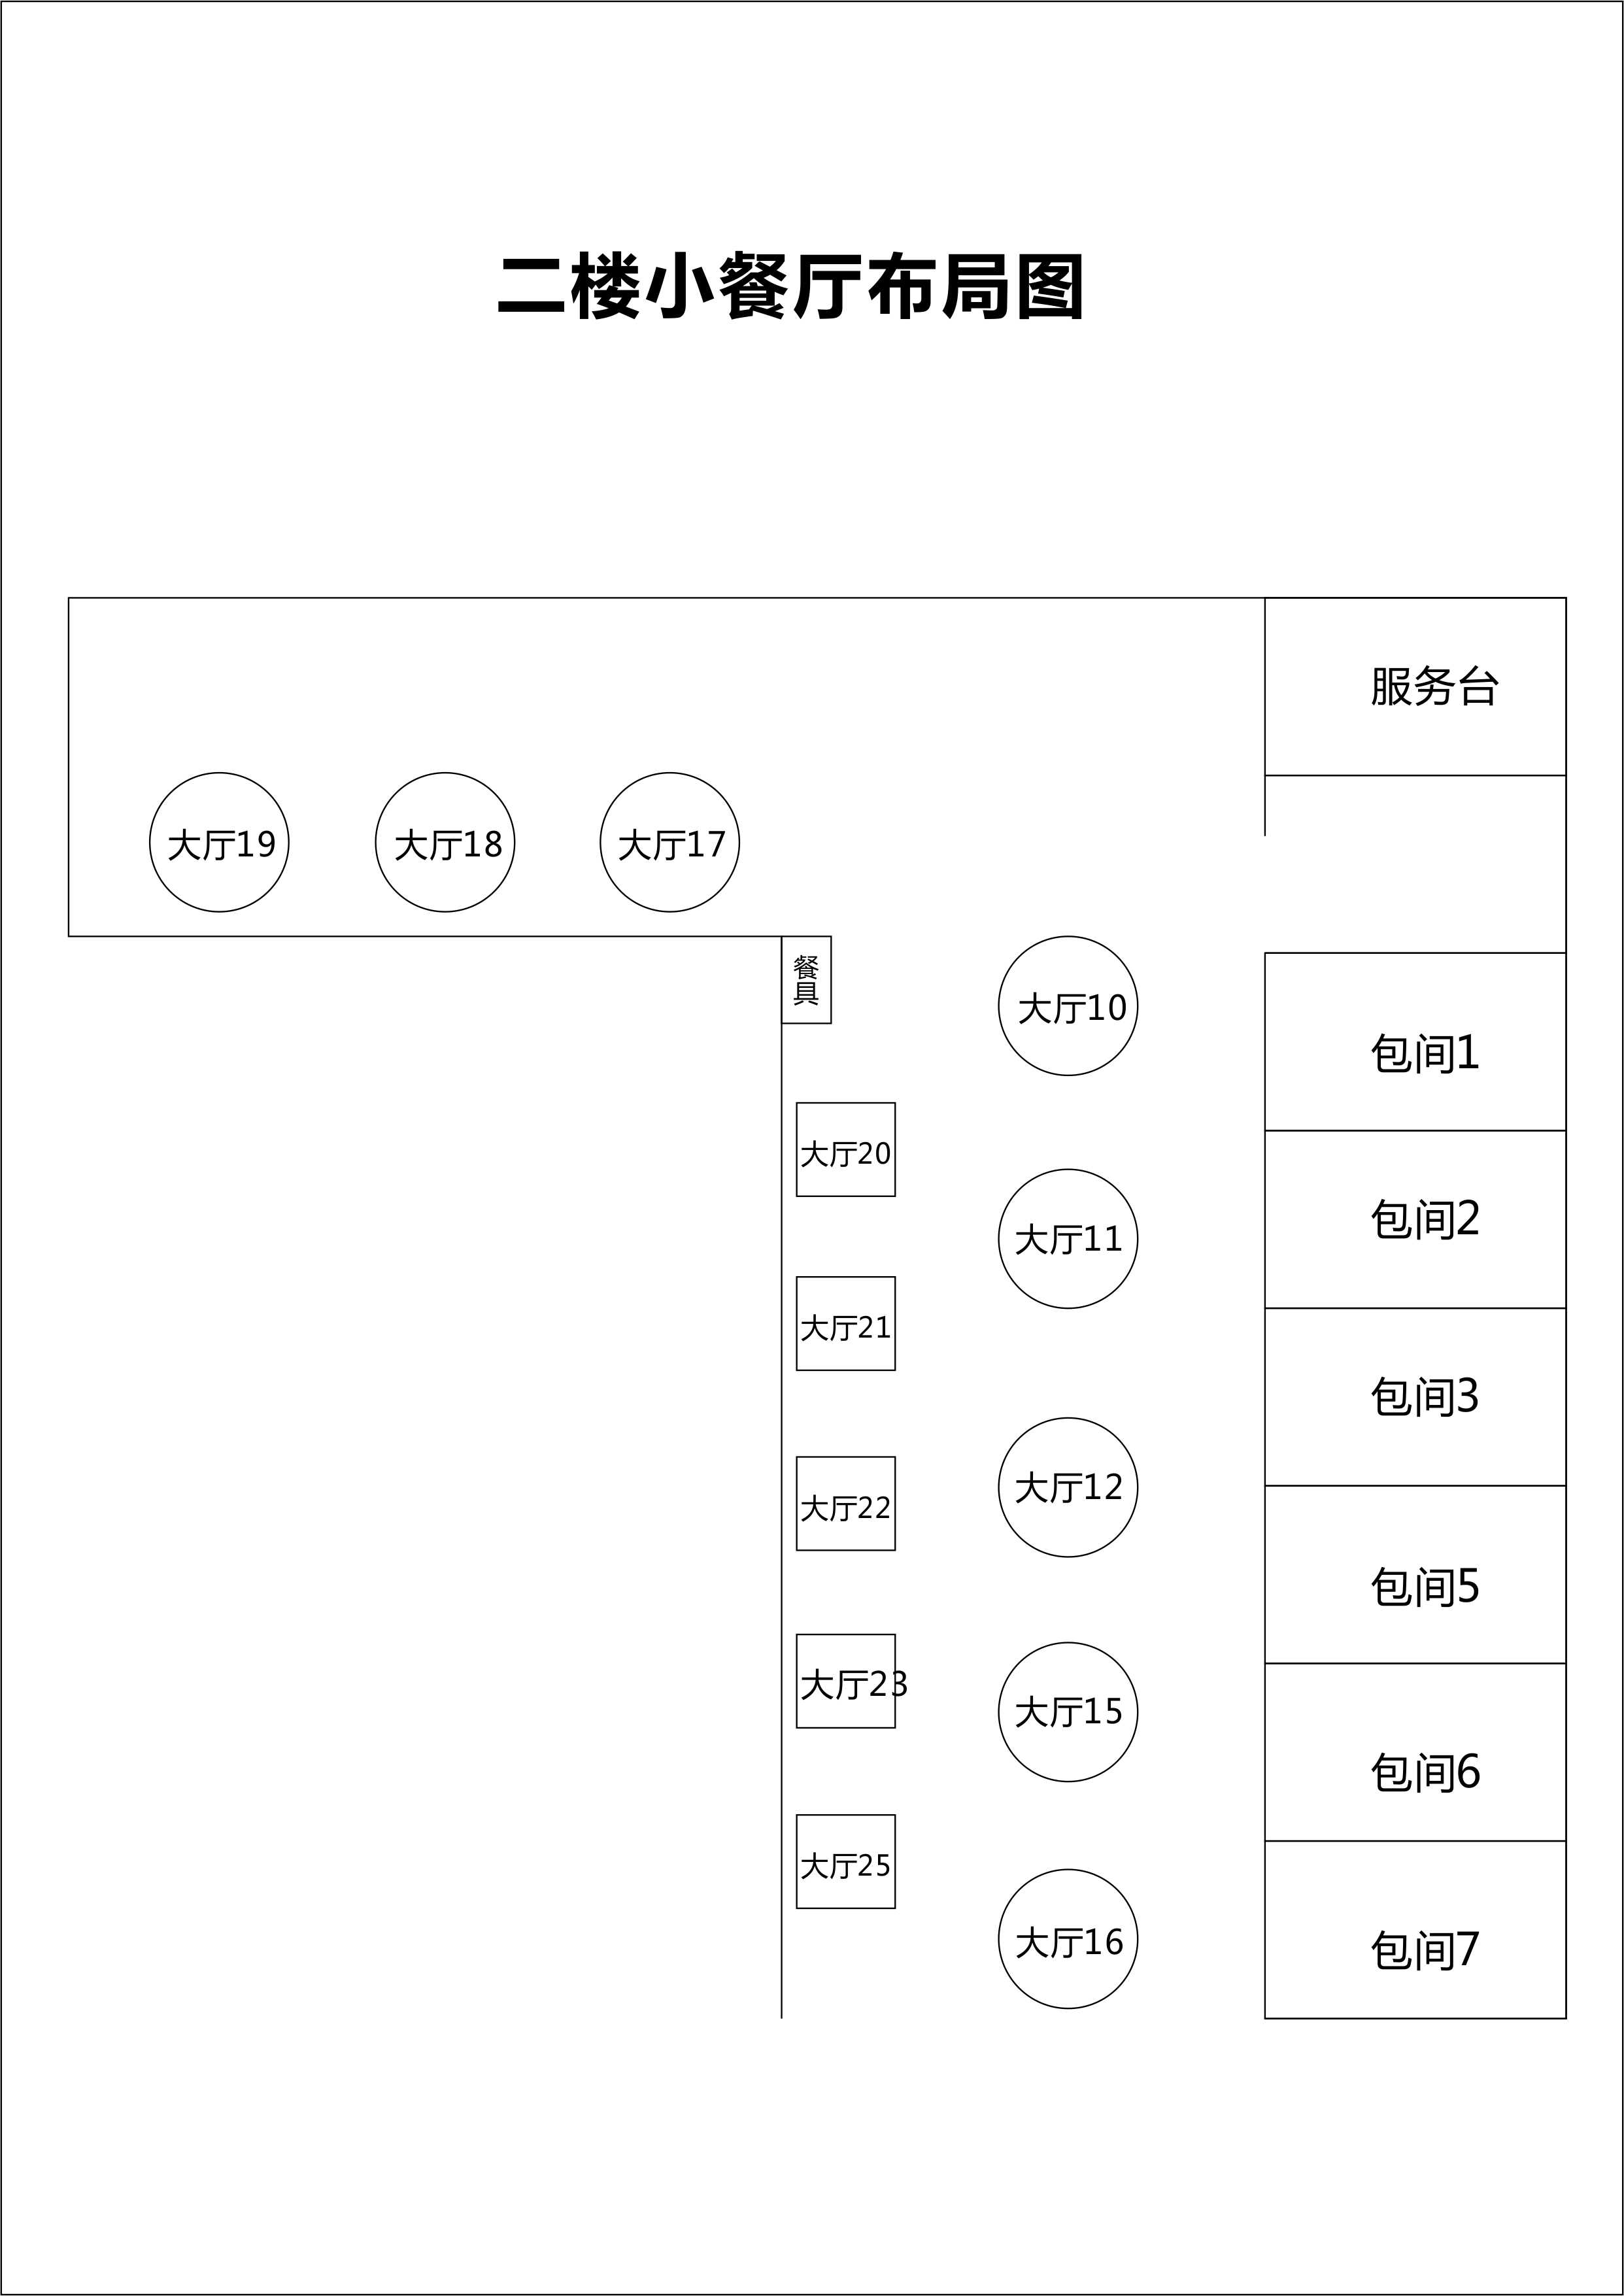 二楼小餐厅布局图
服务台
大厅19
大厅18
大厅17
餐
具
大厅10
包间1
大厅20
大厅11
包间2
大厅21
包间3
大厅12
大厅22
包间5
大厅23
大厅15
包间6
大厅25
大厅16
包间7